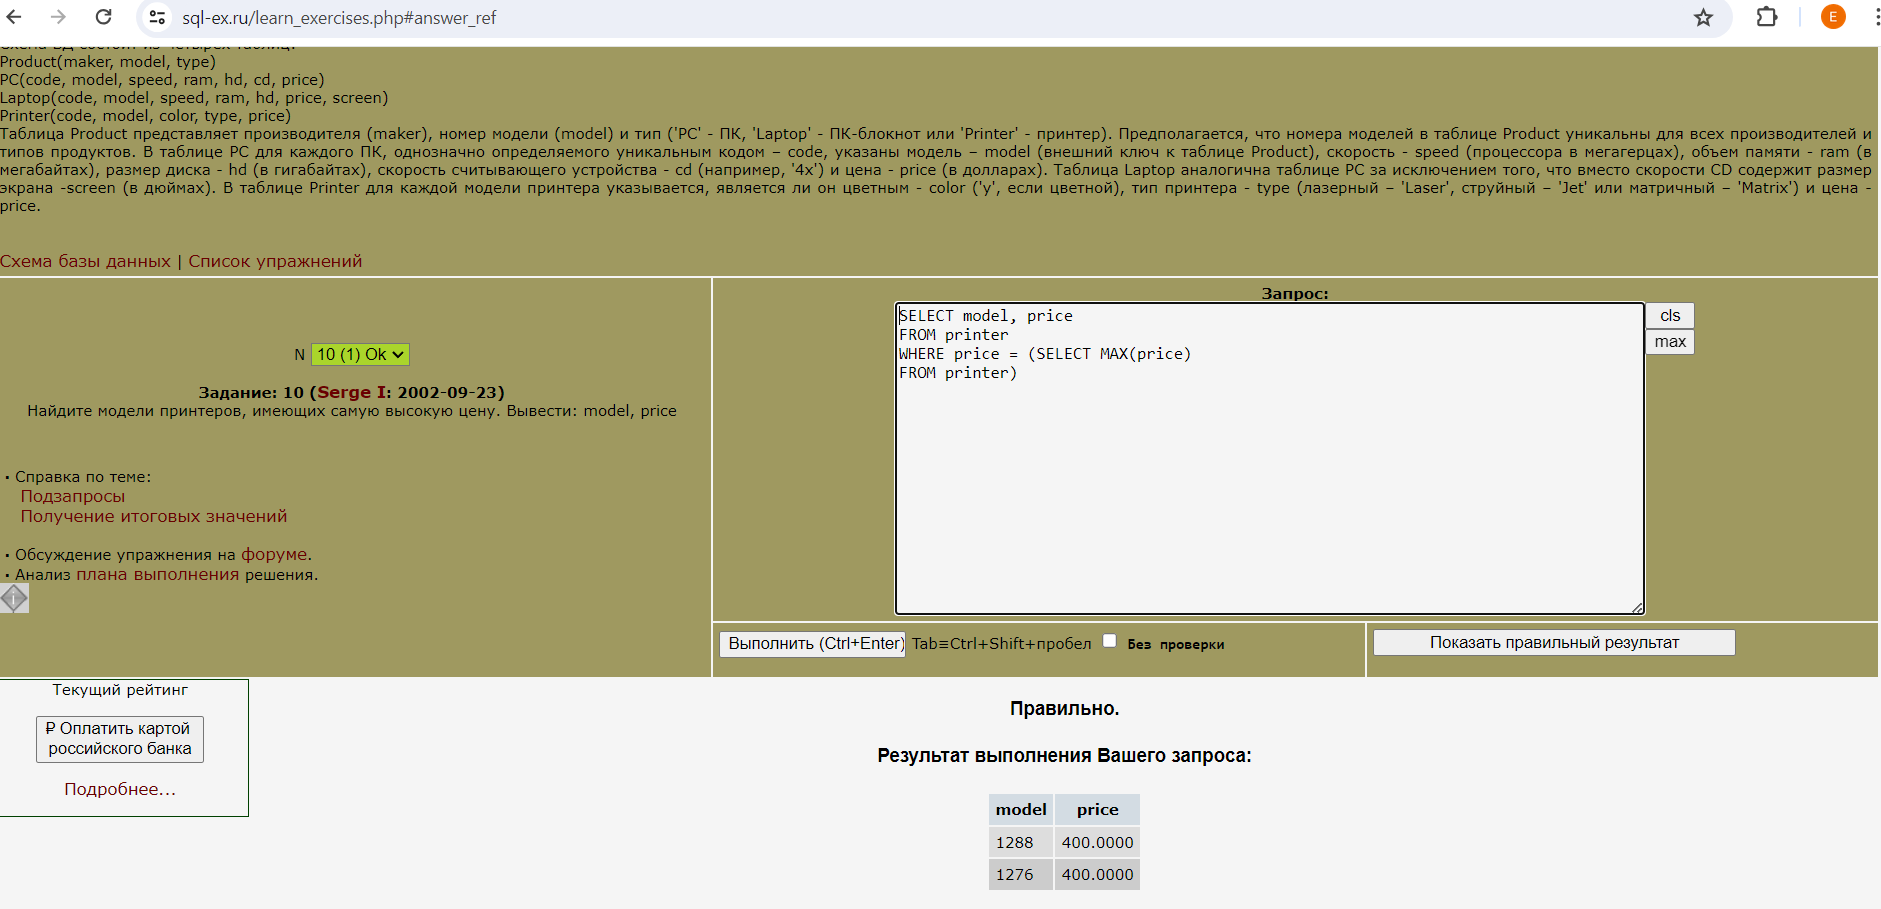 sql-ex.ru/learn_exercises.php#answer_ref
E
Схема БД состоит из четырех таблиц:
Product(maker, model, type)
PC(code, model, speed, ram, hd, cd, price)
Laptop(code, model, speed, ram, hd, price, screen)
Printer(code, model, color, type, price)
Таблица Product представляет производителя (maker), номер модели (model) и тип ('PC' - ПК, 'Laptop' - ПК-блокнот или 'Printer' - принтер). Предполагается, что номера моделей в таблице Product уникальны для всех производителей и
типов продуктов. В таблице PC для каждого ПК, однозначно определяемого уникальным кодом – code, указаны модель – model (внешний ключ к таблице Product), скорость - speed (процессора в мегагерцах), объем памяти - ram (в
мегабайтах), размер диска - hd (в гигабайтах), скорость считывающего устройства - cd (например, '4x') и цена - price (в долларах). Таблица Laptop аналогична таблице РС за исключением того, что вместо скорости CD содержит размер
экрана -screen (в дюймах). В таблице Printer для каждой модели принтера указывается, является ли он цветным - color ('y', если цветной), тип принтера - type (лазерный – 'Laser', струйный – 'Jet' или матричный – 'Matrix') и цена -
price.
Схема базы данных | Список упражнений
N 10 (1) Ok
Задание: 10 (Serge I: 2002-09-23)
Найдите модели принтеров, имеющих самую высокую цену. Вывести: model, price
· Справка по теме:
Подзапросы
Получение итоговых значений
· Обсуждение упражнения на форуме.
· Анализ плана выполнения решения.
Запрос:
SELECT model, price
FROM printer
WHERE price = (SELECT MAX(price)
FROM printer)
cls
max
Выполнить (Ctrl+Enter) Tab≡Ctrl+Shift+пробел Без проверки
Показать правильный результат
Текущий рейтинг
₽ Оплатить картой
российского банка
Подробнее...
Правильно.
Результат выполнения Вашего запроса:
model price
1288 400.0000
1276 400.0000